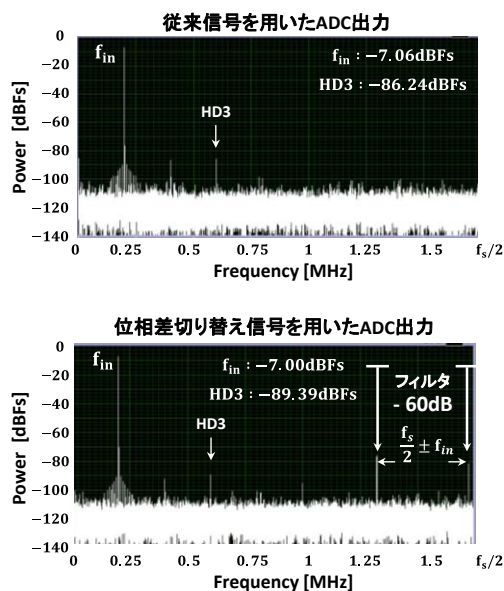 従来信号を用いたADC出力
Power [dBFs]
0
−20
−40
−60
−80
−100
−120
−140
f_in
f_in : −7.06dBFs
HD3 : −86.24dBFs
HD3
0
0.25
0.5
0.75
1
1.25
1.5
f_s/2
Frequency [MHz]
位相差切り替え信号を用いたADC出力
Power [dBFs]
0
−20
−40
−60
−80
−100
−120
−140
f_in
f_in : −7.00dBFs
HD3 : −89.39dBFs
HD3
フィルタ
- 60dB
f_s/2 ± f_in
0
0.25
0.5
0.75
1
1.25
1.5
f_s/2
Frequency [MHz]